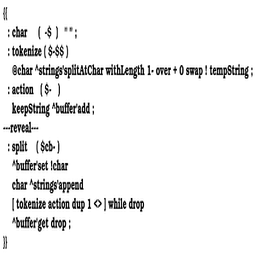 {{
: char ( -$ ) "" ;
: tokenize ( $-$$ )
@char ^strings'splitAtChar withLength 1- over + 0 swap ! tempString ;
: action ( $- )
keepString ^buffer'add ;
---reveal---
: split ( $cb- )
^buffer'set !char
char ^strings'append
[ tokenize action dup 1 <> ] while drop
^buffer'get drop ;
}}